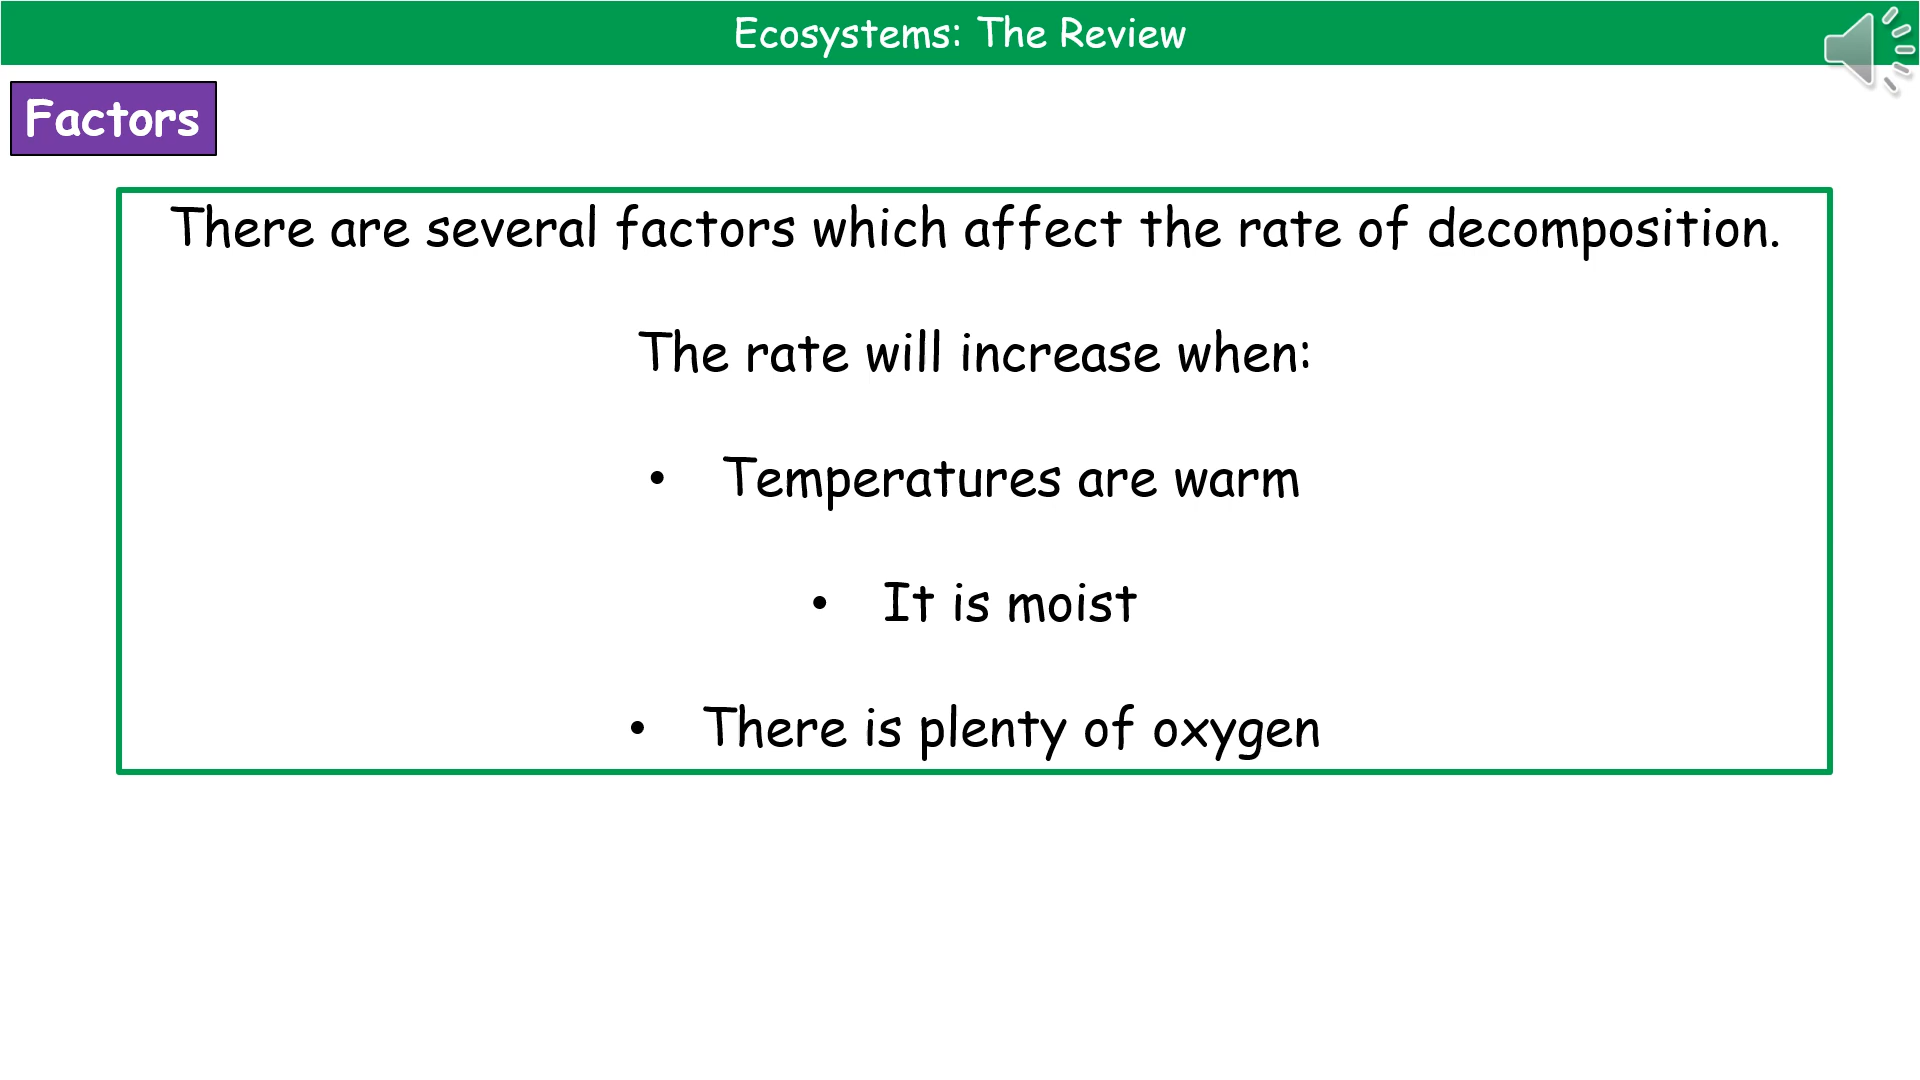 Ecosystems: The Review
Factors
There are several factors which affect the rate of decomposition.
The rate will increase when:
• Temperatures are warm
• It is moist
• There is plenty of oxygen